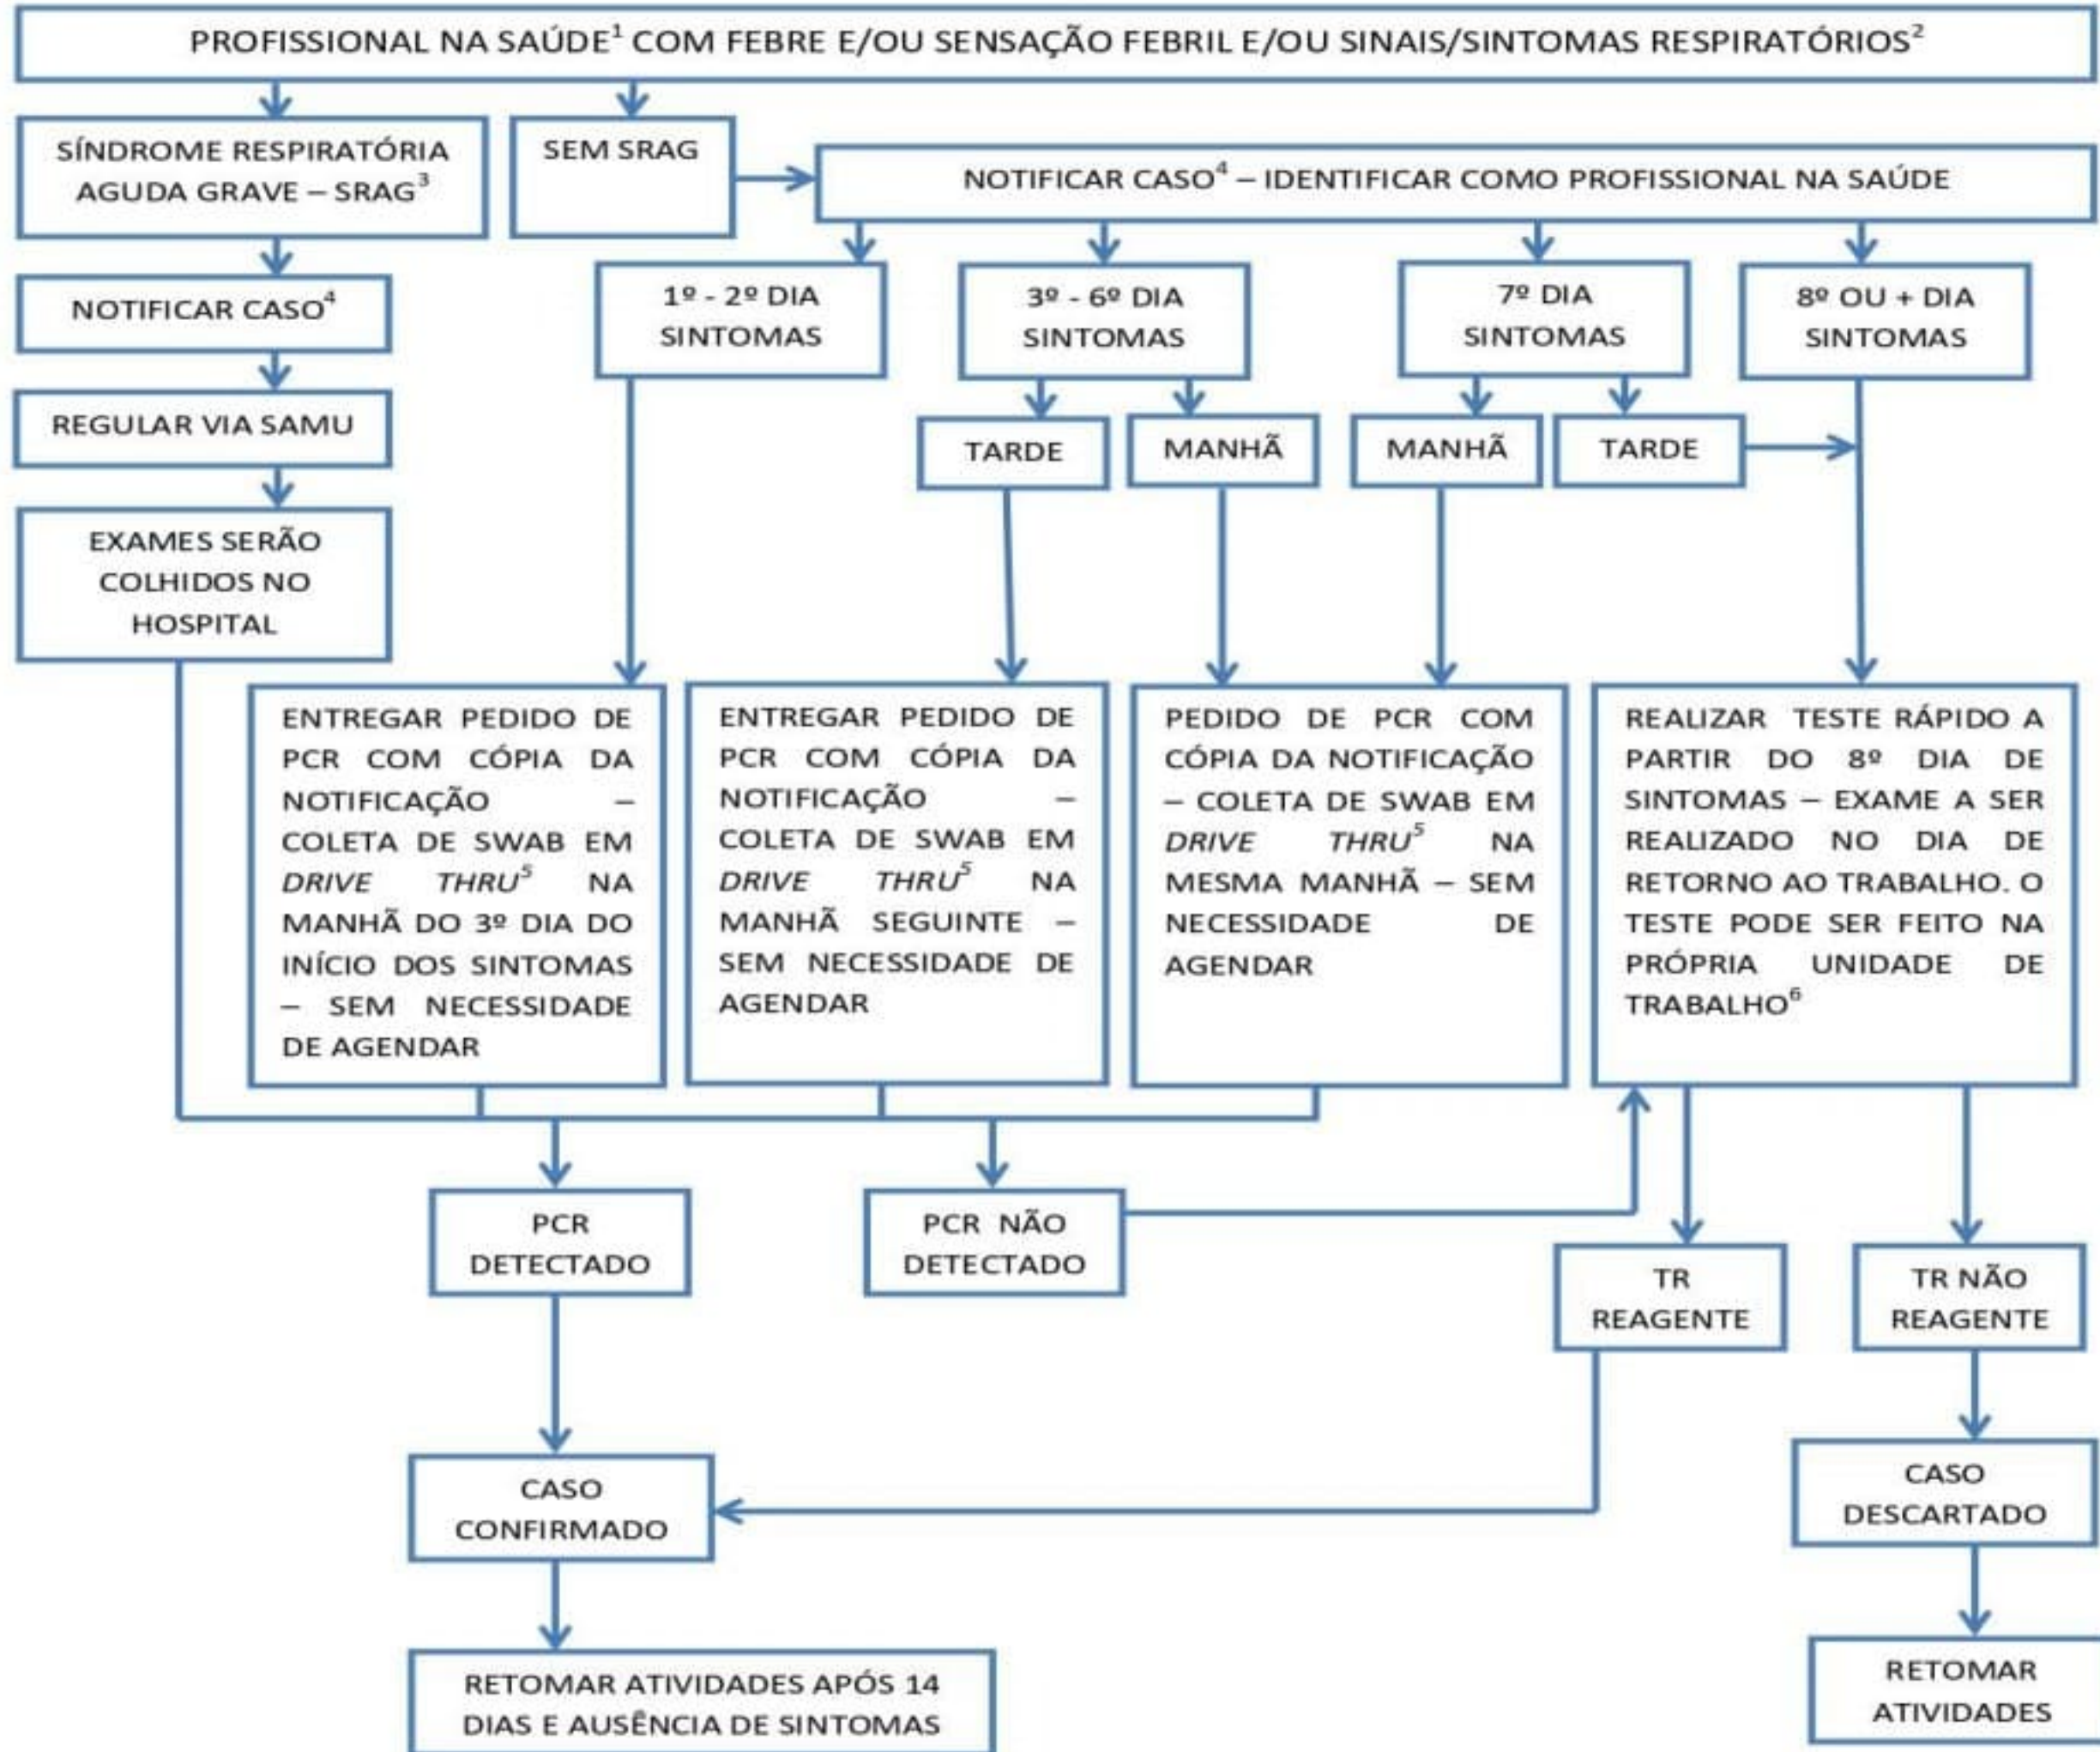 PROFISSIONAL NA SAÚDE¹ COM FEBRE E/OU SENSAÇÃO FEBRIL E/OU SINAIS/SINTOMAS RESPIRATÓRIOS²
SÍNDROME RESPIRATÓRIA
AGUDA GRAVE – SRAG³
SEM SRAG
NOTIFICAR CASO⁴ – IDENTIFICAR COMO PROFISSIONAL NA SAÚDE
NOTIFICAR CASO⁴
REGULAR VIA SAMU
EXAMES SERÃO
COLHIDOS NO
HOSPITAL
1º - 2º DIA
SINTOMAS
3º - 6º DIA
SINTOMAS
7º DIA
SINTOMAS
8º OU + DIA
SINTOMAS
TARDE
MANHÃ
MANHÃ
TARDE
ENTREGAR PEDIDO DE
PCR COM CÓPIA DA
NOTIFICAÇÃO –
COLETA DE SWAB EM
DRIVE THRU⁵ NA
MANHÃ DO 3º DIA DO
INÍCIO DOS SINTOMAS
– SEM NECESSIDADE
DE AGENDAR
ENTREGAR PEDIDO DE
PCR COM CÓPIA DA
NOTIFICAÇÃO –
COLETA DE SWAB EM
DRIVE THRU⁵ NA
MANHÃ SEGUINTE –
SEM NECESSIDADE DE
AGENDAR
PEDIDO DE PCR COM
CÓPIA DA NOTIFICAÇÃO
– COLETA DE SWAB EM
DRIVE THRU⁵ NA
MESMA MANHÃ – SEM
NECESSIDADE DE
AGENDAR
REALIZAR TESTE RÁPIDO A
PARTIR DO 8º DIA DE
SINTOMAS – EXAME A SER
REALIZADO NO DIA DE
RETORNO AO TRABALHO. O
TESTE PODE SER FEITO NA
PRÓPRIA UNIDADE DE
TRABALHO⁶
PCR
DETECTADO
PCR NÃO
DETECTADO
TR
REAGENTE
TR NÃO
REAGENTE
CASO
CONFIRMADO
CASO
DESCARTADO
RETOMAR ATIVIDADES APÓS 14
DIAS E AUSÊNCIA DE SINTOMAS
RETOMAR
ATIVIDADES